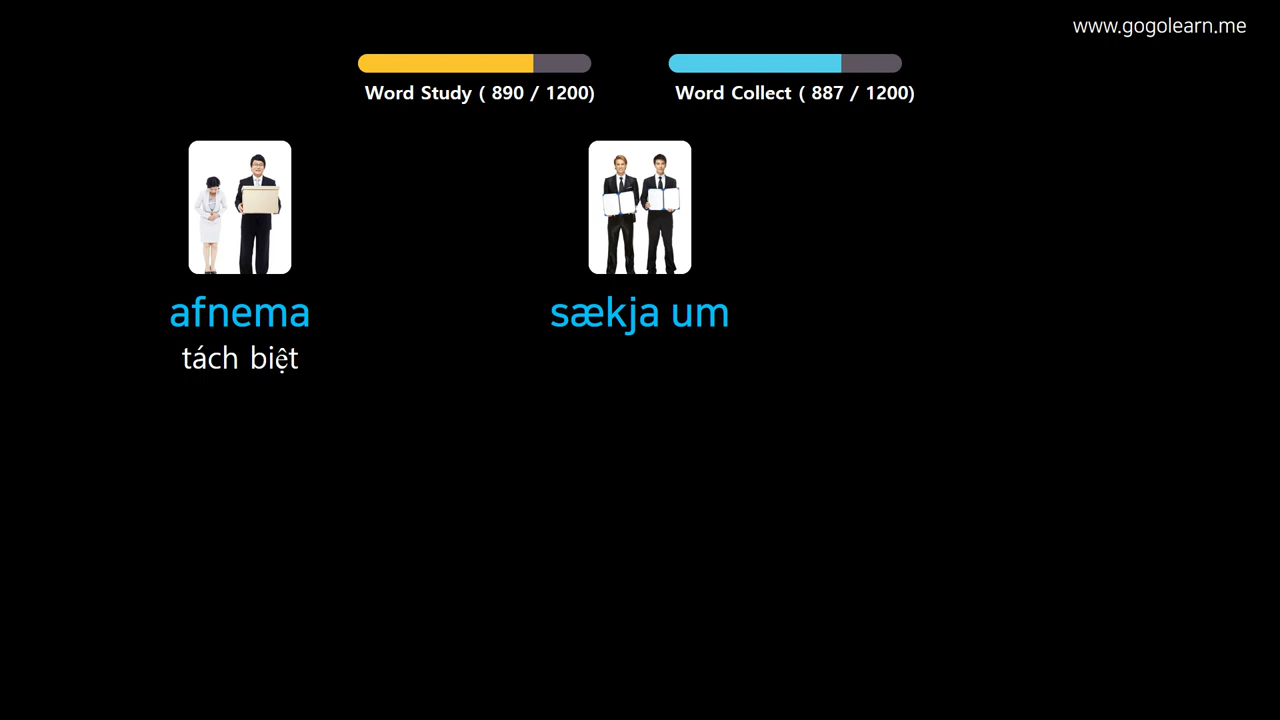 www.gogolearn.me
Word Study ( 890 / 1200)
Word Collect ( 887 / 1200)
afnema
sækja um
tách biệt